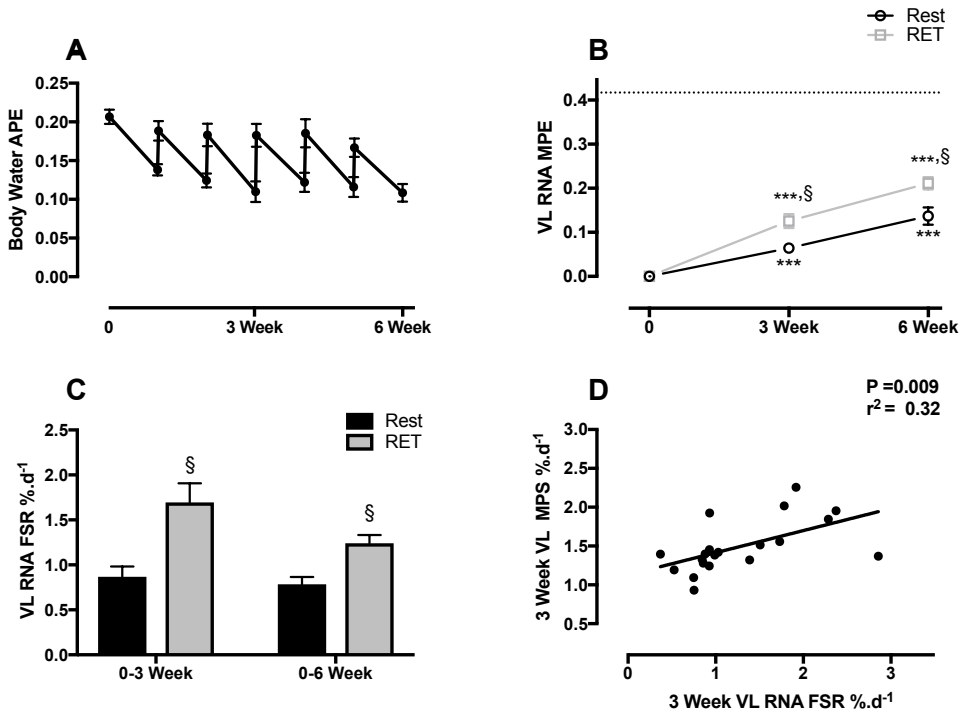 A
Body Water APE
0.25
0.20
0.15
0.10
0.05
0.00
0
3 Week
6 Week
B
Rest
RET
VL RNA MPE
0.4
0.3
0.2
0.1
0.0
***,§
***,§
***
***
0
3 Week
6 Week
C
Rest
RET
VL RNA FSR %.d-1
2.5
2.0
1.5
1.0
0.5
0.0
§
§
0-3 Week
0-6 Week
D
P =0.009
r² = 0.32
3 Week VL MPS %.d-1
3.0
2.5
2.0
1.5
1.0
0.5
0
1
2
3
3 Week VL RNA FSR %.d-1